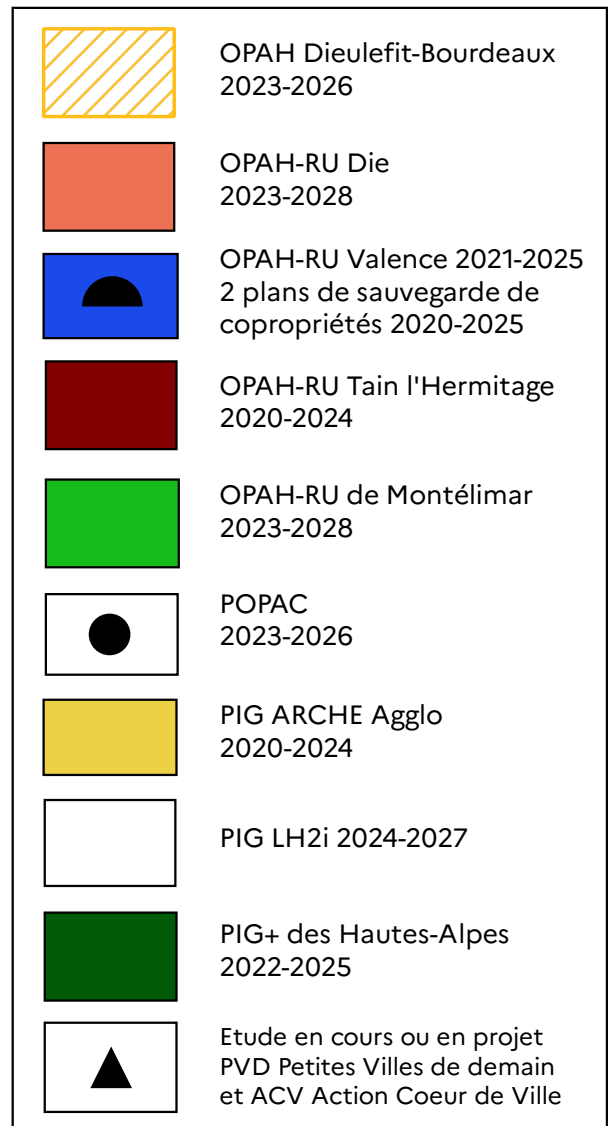 OPAH Dieulefit-Bourdeaux
2023-2026
OPAH-RU Die
2023-2028
OPAH-RU Valence 2021-2025
2 plans de sauvegarde de
copropriétés 2020-2025
OPAH-RU Tain l'Hermitage
2020-2024
OPAH-RU de Montélimar
2023-2028
POPAC
2023-2026
PIG ARCHE Agglo
2020-2024
PIG LH2i 2024-2027
PIG+ des Hautes-Alpes
2022-2025
Etude en cours ou en projet
PVD Petites Villes de demain
et ACV Action Coeur de Ville